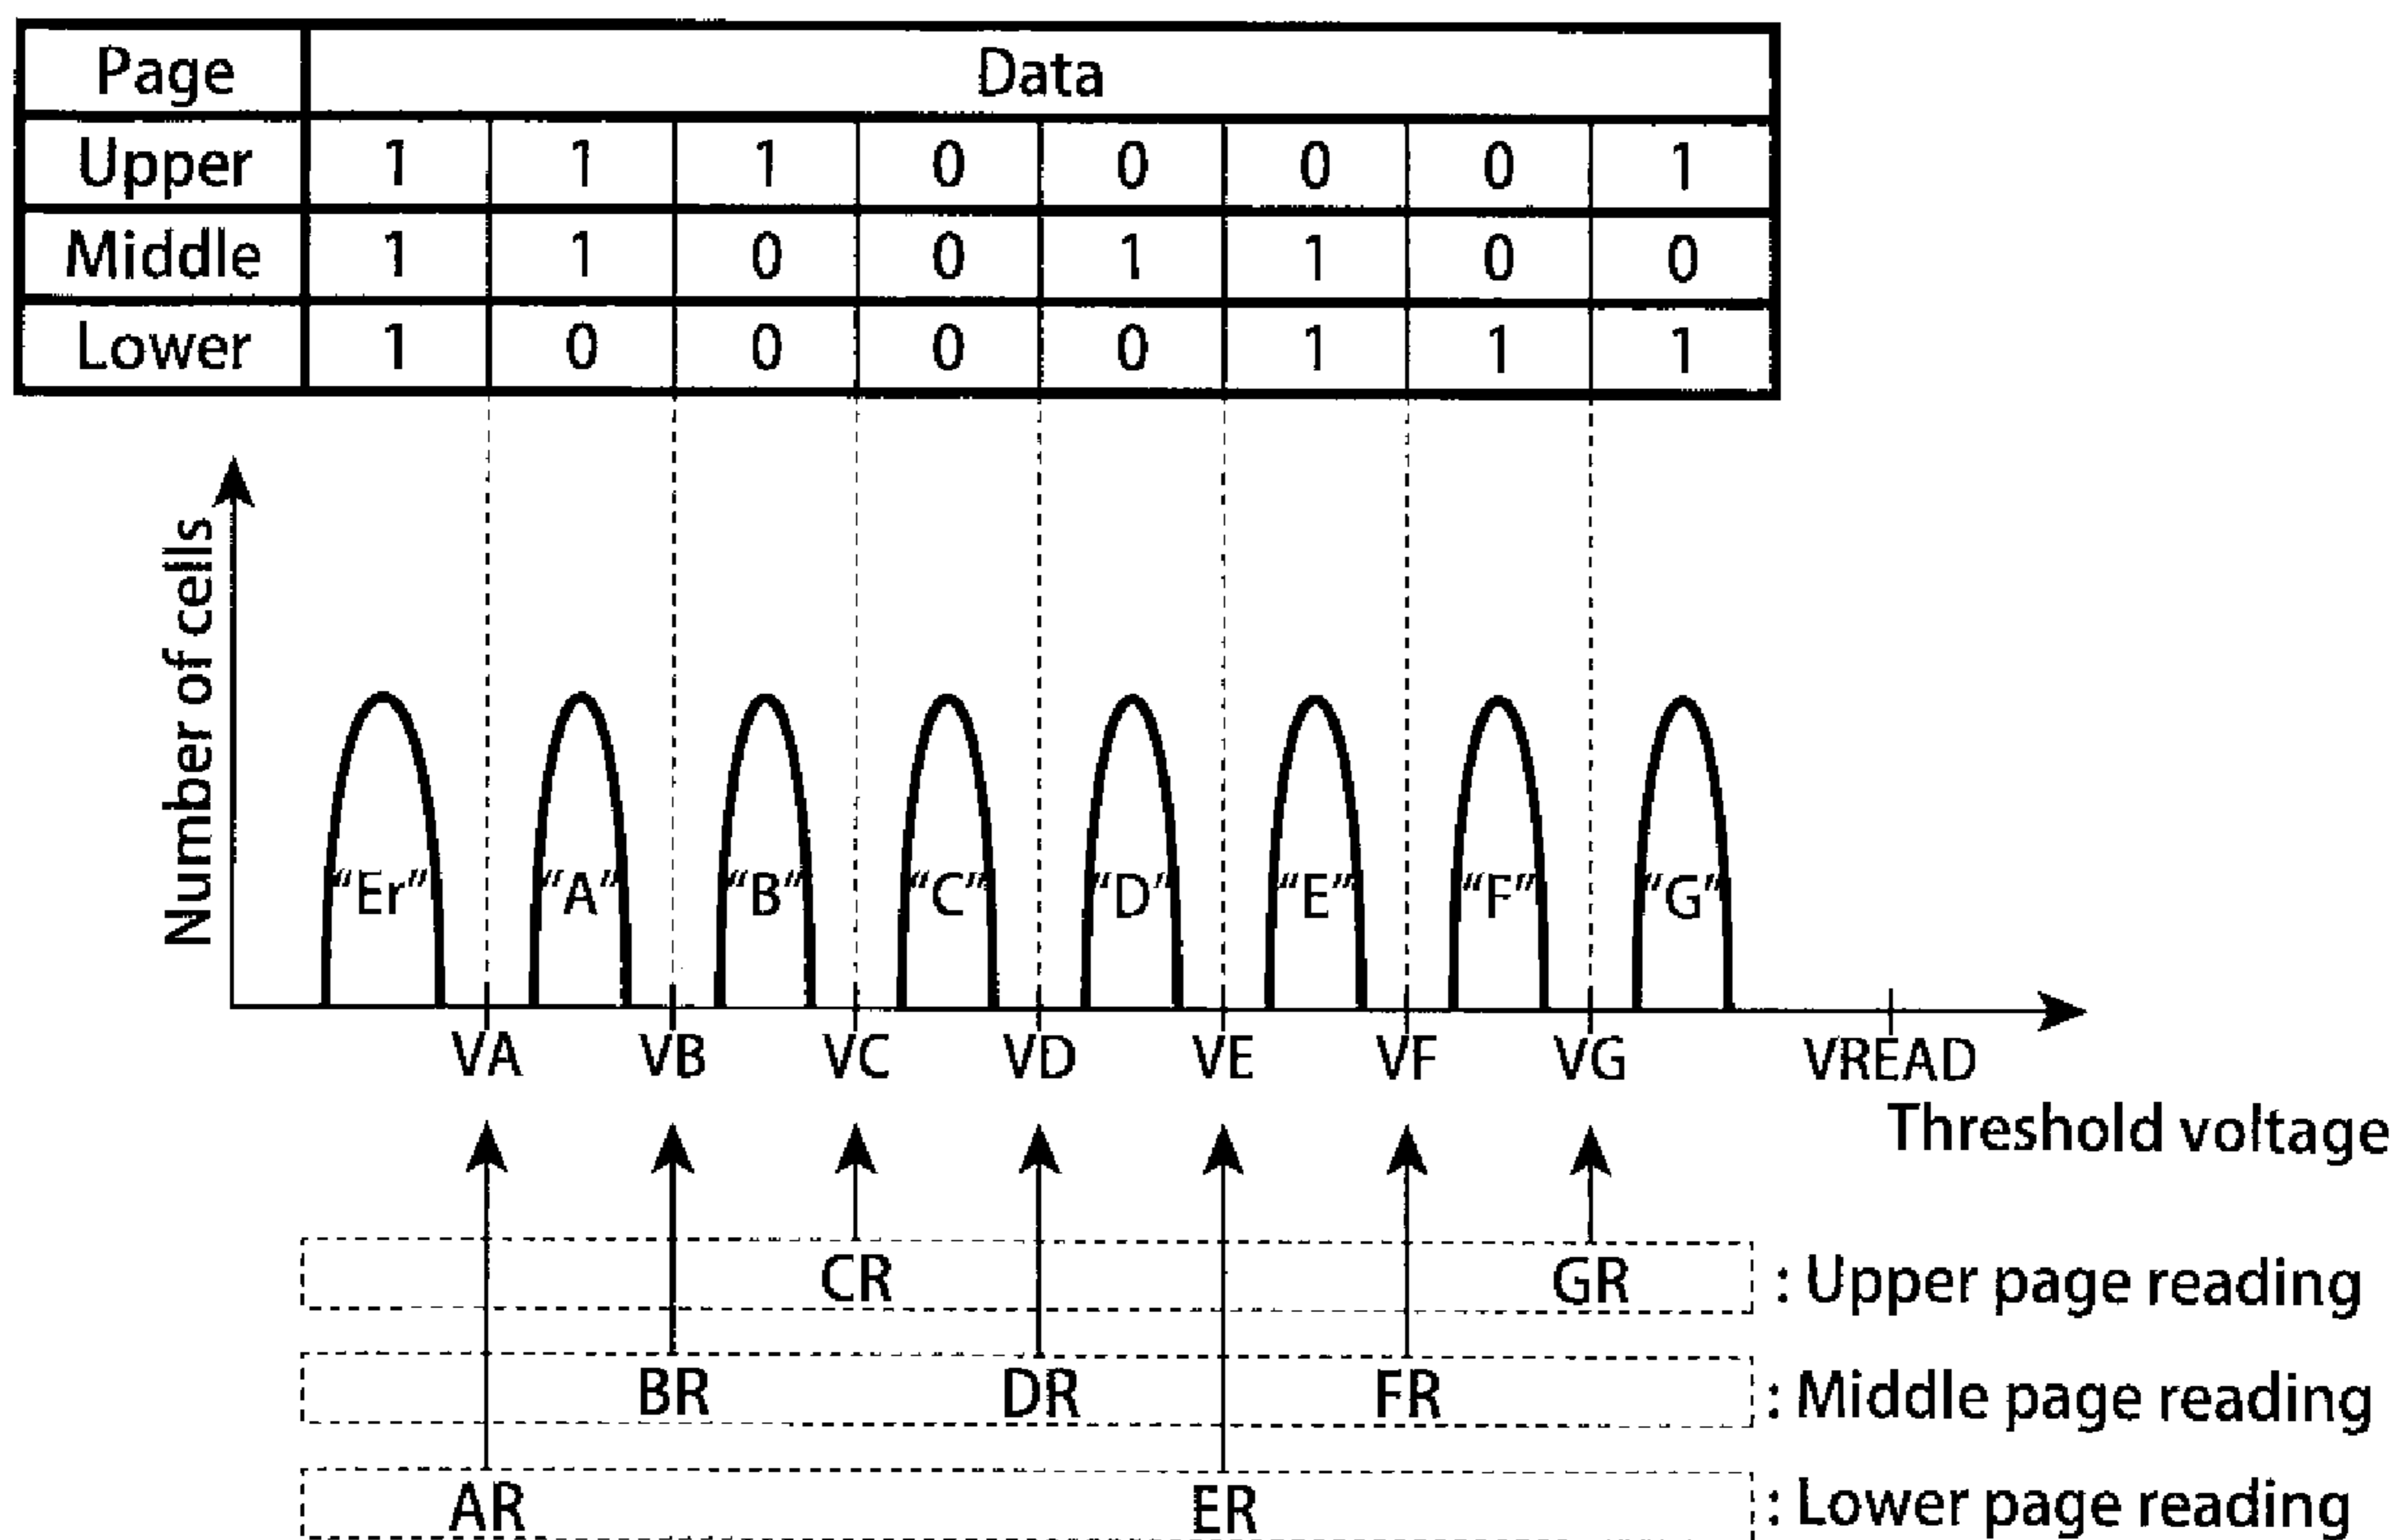 Page Data
Upper 1 1 1 0 0 0 0 1
Middle 1 1 0 0 1 1 0 0
Lower 1 0 0 0 0 1 1 1
Number of cells
“Er” “A” “B” “C” “D” “E” “F” “G”
VA VB VC VD VE VF VG VREAD
Threshold voltage
CR GR : Upper page reading
BR DR FR : Middle page reading
AR ER : Lower page reading